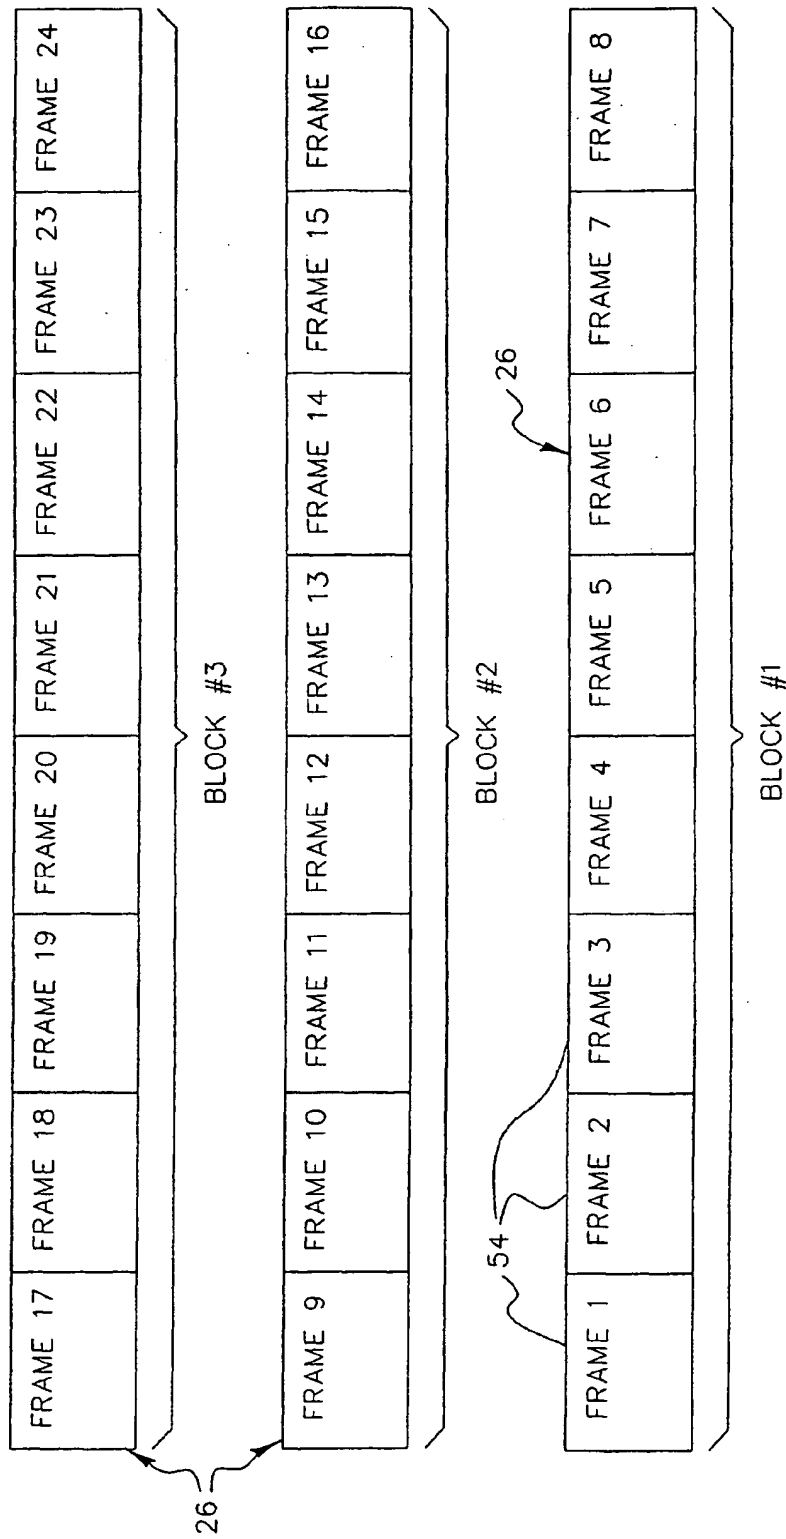 FRAME 17 FRAME 18 FRAME 19 FRAME 20 FRAME 21 FRAME 22 FRAME 23 FRAME 24
26
BLOCK #3
FRAME 9 FRAME 10 FRAME 11 FRAME 12 FRAME 13 FRAME 14 FRAME 15 FRAME 16
BLOCK #2
54
26
FRAME 1 FRAME 2 FRAME 3 FRAME 4 FRAME 5 FRAME 6 FRAME 7 FRAME 8
BLOCK #1